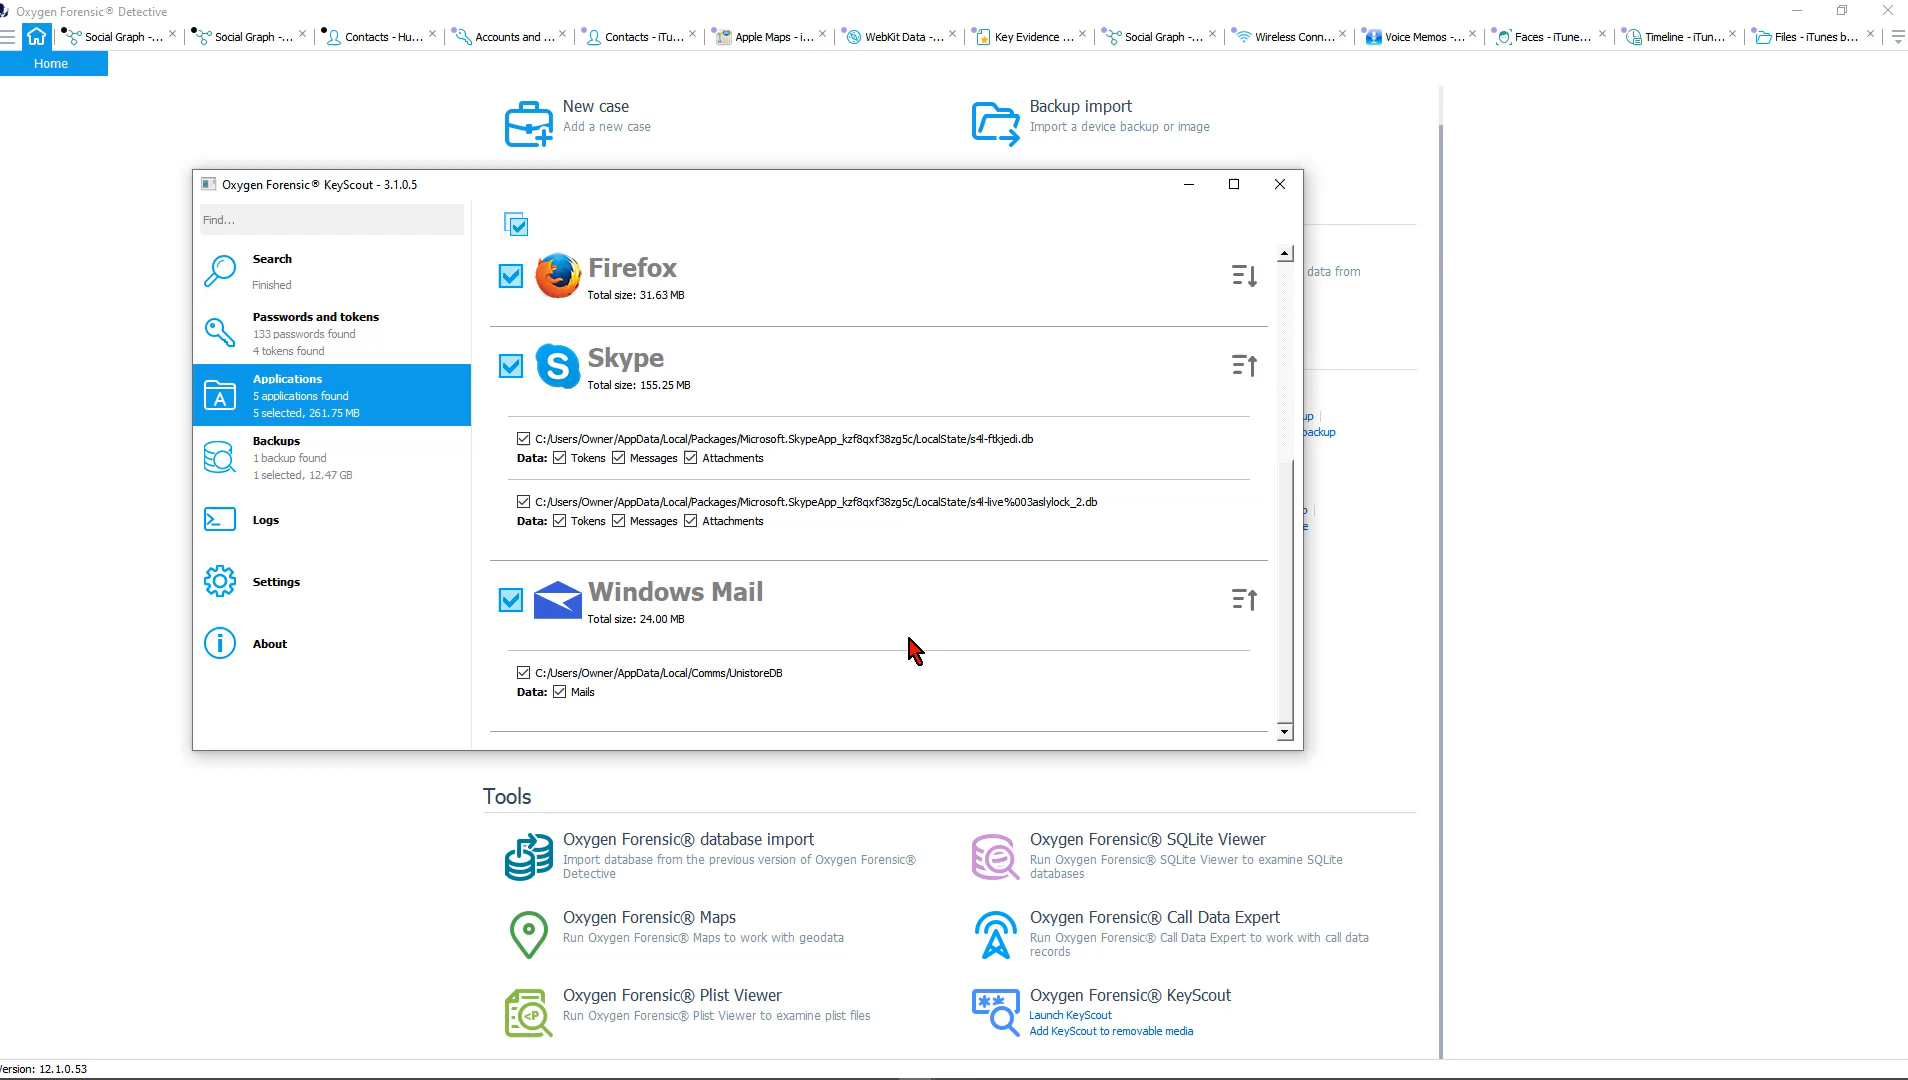 Oxygen Forensic® Detective
Social Graph -...
Social Graph -...
Contacts - Hu...
Accounts and ...
Contacts - iTu...
Apple Maps - i...
WebKit Data -...
Key Evidence ...
Social Graph -...
Wireless Conn...
Voice Memos -...
Faces - iTune...
Timeline - iTun...
Files - iTunes b...
Home
New case
Add a new case
Backup import
Import a device backup or image
Oxygen Forensic® KeyScout - 3.1.0.5
Find...
Search
Finished
Passwords and tokens
133 passwords found
4 tokens found
Applications
5 applications found
5 selected, 261.75 MB
Backups
1 backup found
1 selected, 12.47 GB
Logs
Settings
About
Firefox
Total size: 31.63 MB
Skype
Total size: 155.25 MB
C:/Users/Owner/AppData/Local/Packages/Microsoft.SkypeApp_kzf8qxf38zg5c/LocalState/s4l-ftkjedi.db
Data: Tokens Messages Attachments
C:/Users/Owner/AppData/Local/Packages/Microsoft.SkypeApp_kzf8qxf38zg5c/LocalState/s4l-live%003aslylock_2.db
Data: Tokens Messages Attachments
Windows Mail
Total size: 24.00 MB
C:/Users/Owner/AppData/Local/Comms/UnistoreDB
Data: Mails
data from
up |
backup
Tools
Oxygen Forensic® database import
Import database from the previous version of Oxygen Forensic®
Detective
Oxygen Forensic® SQLite Viewer
Run Oxygen Forensic® SQLite Viewer to examine SQLite
databases
Oxygen Forensic® Maps
Run Oxygen Forensic® Maps to work with geodata
Oxygen Forensic® Call Data Expert
Run Oxygen Forensic® Call Data Expert to work with call data
records
Oxygen Forensic® Plist Viewer
Run Oxygen Forensic® Plist Viewer to examine plist files
Oxygen Forensic® KeyScout
Launch KeyScout
Add KeyScout to removable media
ersion: 12.1.0.53